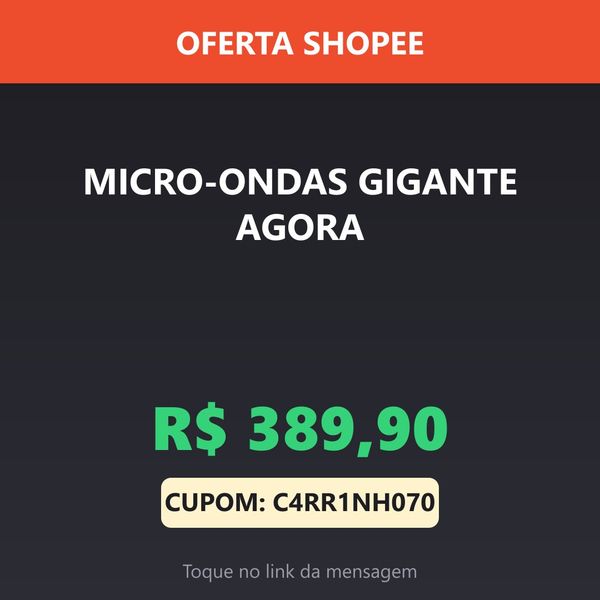 OFERTA SHOPEE
MICRO-ONDAS GIGANTE
AGORA
R$ 389,90
CUPOM: C4RR1NH070
Toque no link da mensagem